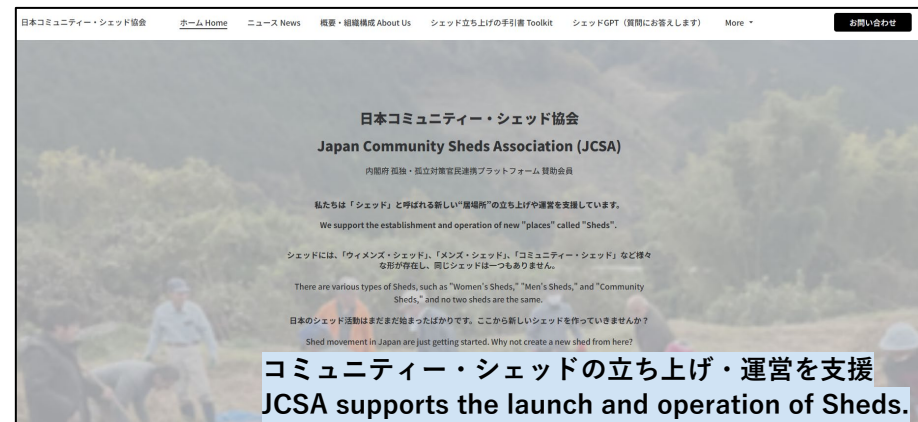 日本コミュニティー・シェッド協会 ホーム Home ニュース News 概要・組織構成 About Us シェッド立ち上げの手引書 Toolkit シェッドGPT（質問にお答えします） More お問い合わせ
日本コミュニティー・シェッド協会
Japan Community Sheds Association (JCSA)
内閣府 孤独・孤立対策官民連携プラットフォーム 賛助会員
私たちは「 シェッド」と呼ばれる新しい“居場所”の立ち上げや運営を支援しています。
We support the establishment and operation of new "places" called "Sheds".
シェッドには、「ウィメンズ・シェッド」、「メンズ・シェッド」、「コミュニティー・シェッド」など様々
な形が存在し、同じシェッドは一つもありません。
There are various types of Sheds, such as "Women's Sheds," "Men's Sheds," and "Community
Sheds," and no two sheds are the same.
日本のシェッド活動はまだまだ始まったばかりです。ここから新しいシェッドを作っていきませんか？
Shed movement in Japan are just getting started. Why not create a new shed from here?
コミュニティー・シェッドの立ち上げ・運営を支援
JCSA supports the launch and operation of Sheds.